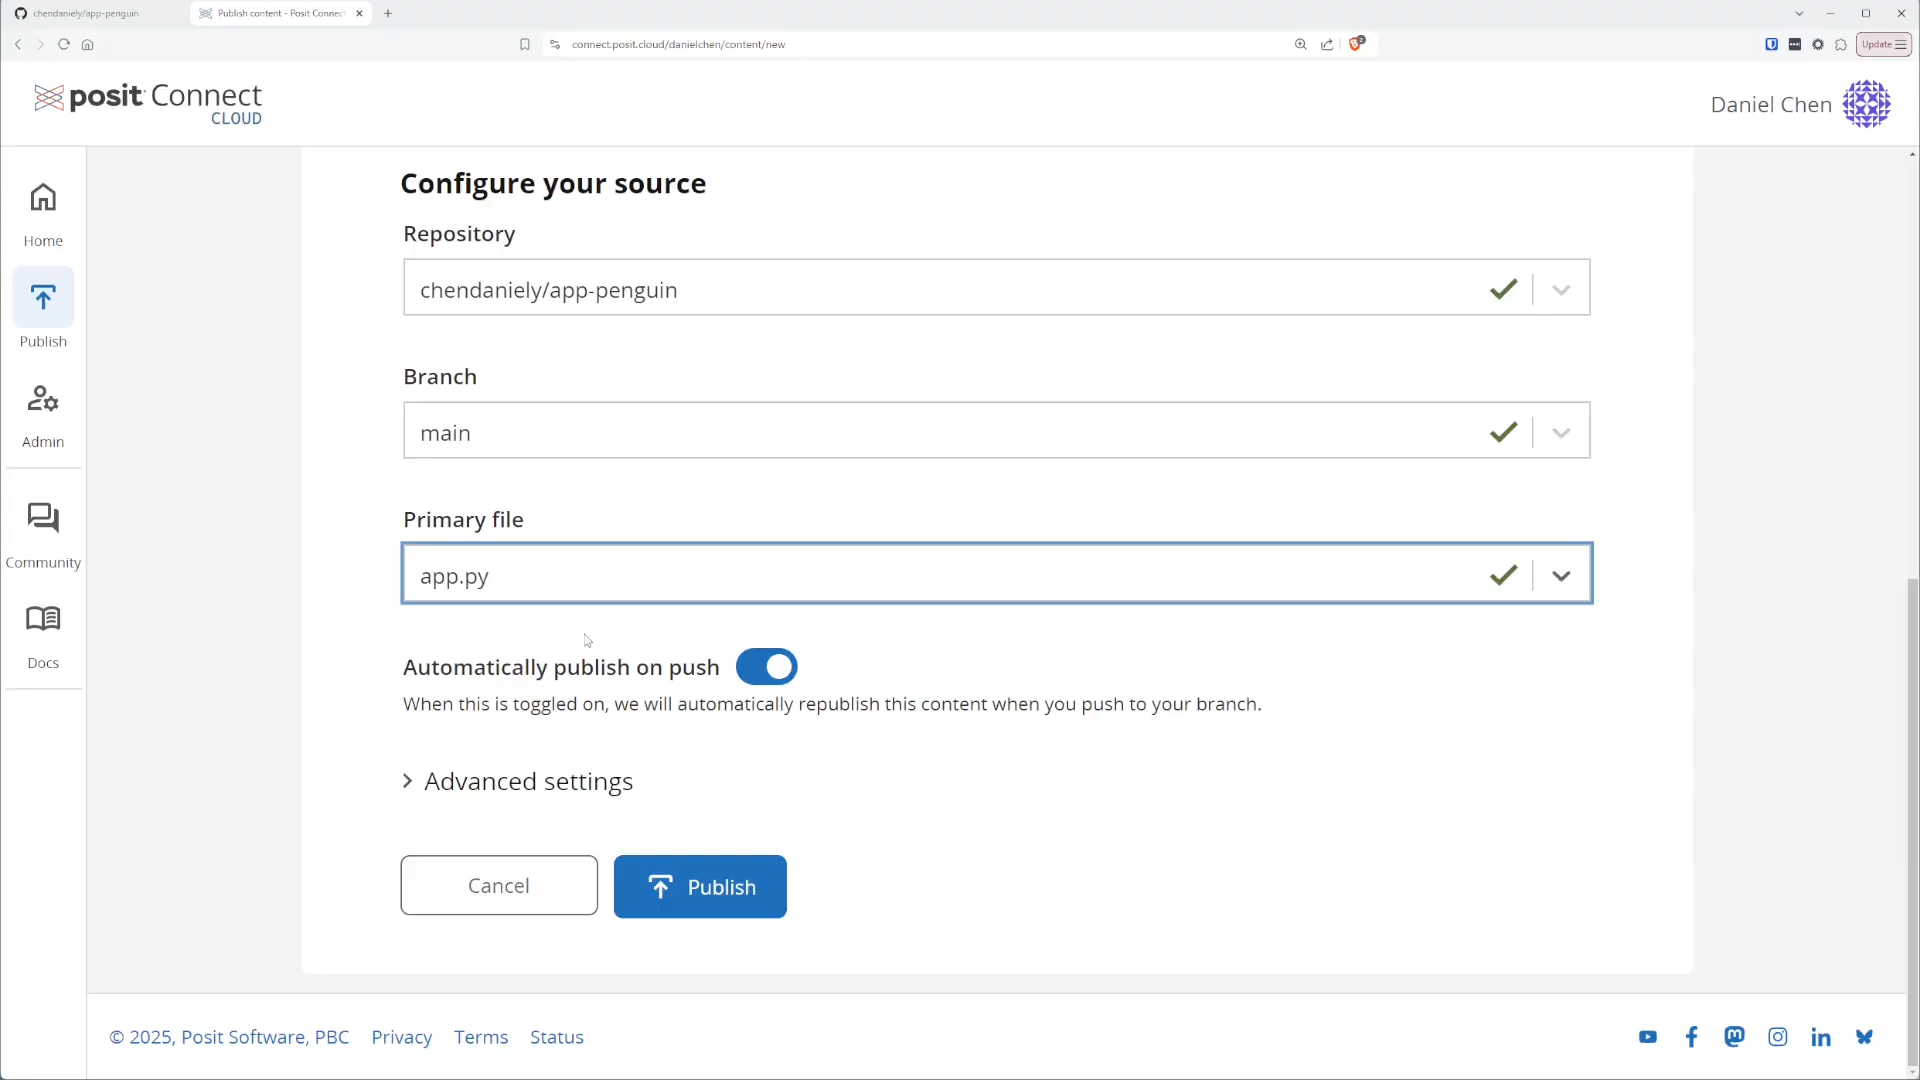 chendaniely/app-penguin
Publish content - Posit Connect
connect.posit.cloud/danielchen/content/new
2
Update
posit Connect
CLOUD
Daniel Chen
Home
Publish
Admin
Community
Docs
Configure your source
Repository
chendaniely/app-penguin
Branch
main
Primary file
app.py
Automatically publish on push
When this is toggled on, we will automatically republish this content when you push to your branch.
Advanced settings
Cancel
Publish
© 2025, Posit Software, PBC Privacy Terms Status